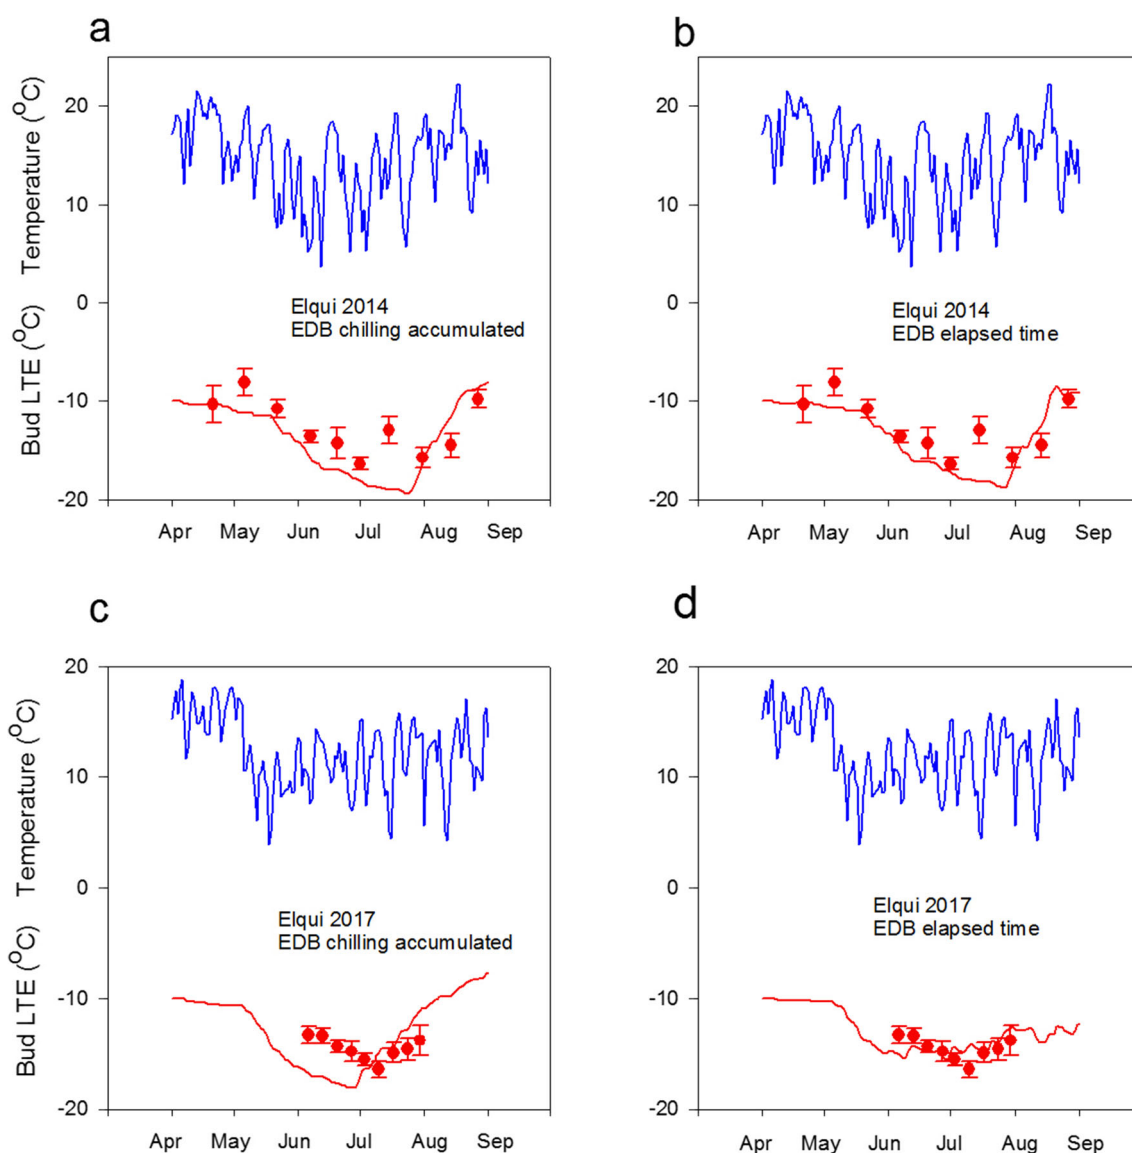 a
b
Temperature (°C)
Bud LTE (°C)
20
10
0
-10
-20
Elqui 2014
EDB chilling accumulated
Apr May Jun Jul Aug Sep
20
10
0
-10
-20
Elqui 2014
EDB elapsed time
Apr May Jun Jul Aug Sep
c
d
Temperature (°C)
Bud LTE (°C)
20
10
0
-10
-20
Elqui 2017
EDB chilling accumulated
Apr May Jun Jul Aug Sep
20
10
0
-10
-20
Elqui 2017
EDB elapsed time
Apr May Jun Jul Aug Sep